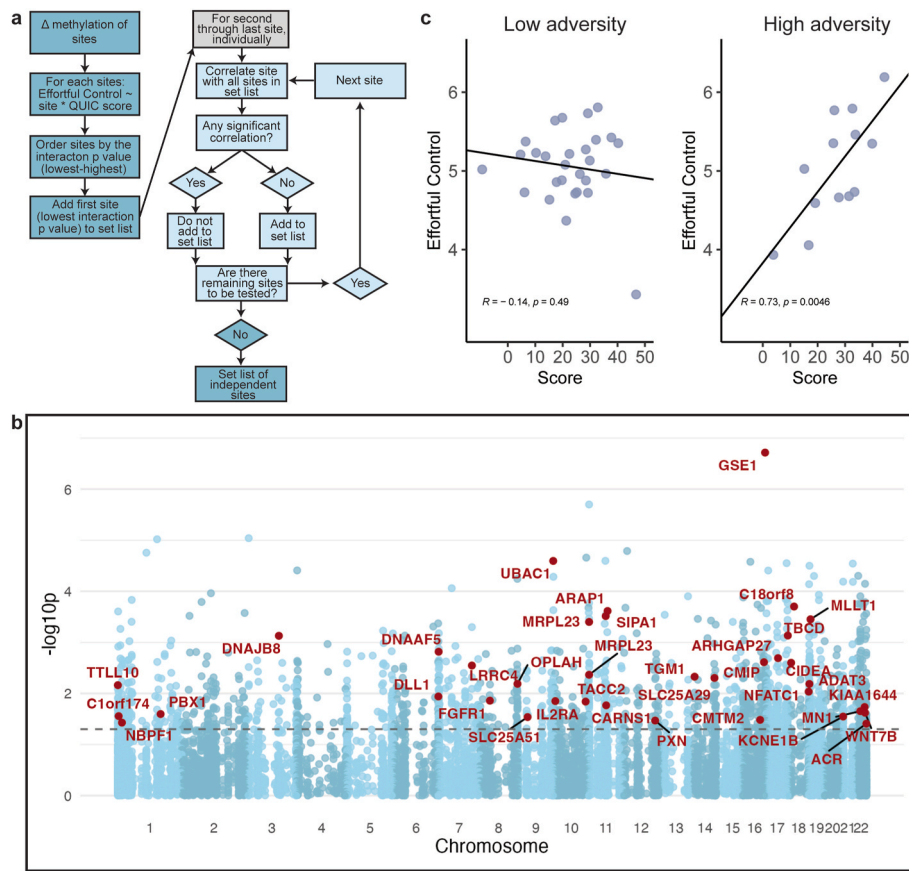 a
Δ methylation of
sites
For each sites:
Effortful Control ~
site * QUIC score
Order sites by the
interacton p value
(lowest-highest)
Add first site
(lowest interaction
p value) to set list
For second
through last site,
individually
Correlate site
with all sites in
set list
Next site
Any significant
correlation?
Yes
No
Do not
add to
set list
Add to
set list
Are there
remaining sites
to be tested?
Yes
No
Set list of
independent
sites
c
Low adversity
Effortful Control
6
5
4
R = − 0.14, p = 0.49
0 10 20 30 40 50
Score
High adversity
Effortful Control
6
5
4
R = 0.73, p = 0.0046
0 10 20 30 40 50
Score
b
-log10p
6
4
2
0
GSE1
UBAC1
ARAP1
MRPL23
SIPA1
C18orf8
MLLT1
TBCD
DNAJB8
DNAAF5
MRPL23
ARHGAP27
TTLL10
LRRC4
OPLAH
TGM1
CMIP
CIDEA
ADAT3
DLL1
TACC2
SLC25A29
NFATC1
KIAA1644
C1orf174
PBX1
FGFR1
IL2RA
CARNS1
CMTM2
MN1
NBPF1
SLC25A51
PXN
KCNE1B
WNT7B
ACR
1 2 3 4 5 6 7 8 9 10 11 12 13 14 15 16 17 18 19 20 21 22
Chromosome